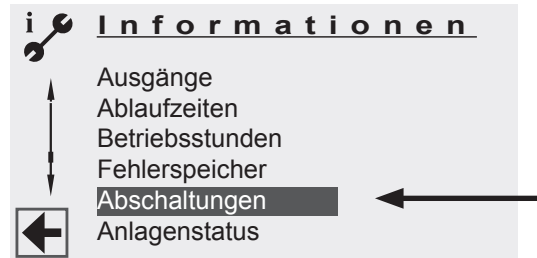 i Informationen
Ausgänge
Ablaufzeiten
Betriebsstunden
Fehlerspeicher
Abschaltungen
Anlagenstatus